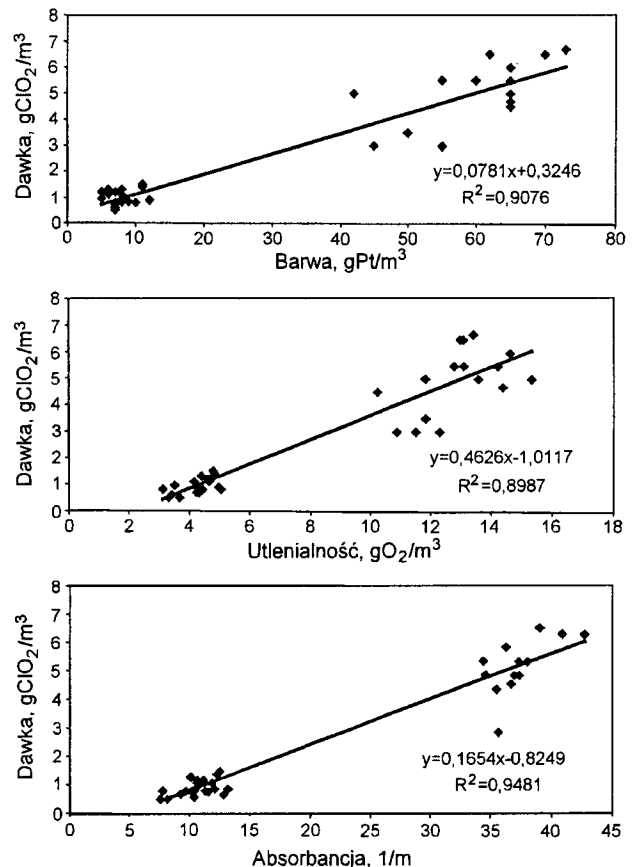 Dawka, gClO2/m3
8
7
6
5
4
3
2
1
0
y=0,0781x+0,3246
R2=0,9076
0 10 20 30 40 50 60 70 80
Barwa, gPt/m3
Dawka, gClO2/m3
8
7
6
5
4
3
2
1
0
y=0,4626x-1,0117
R2=0,8987
0 2 4 6 8 10 12 14 16 18
Utlenialność, gO2/m3
Dawka, gClO2/m3
8
7
6
5
4
3
2
1
0
y=0,1654x-0,8249
R2=0,9481
0 5 10 15 20 25 30 35 40 45
Absorbancja, 1/m